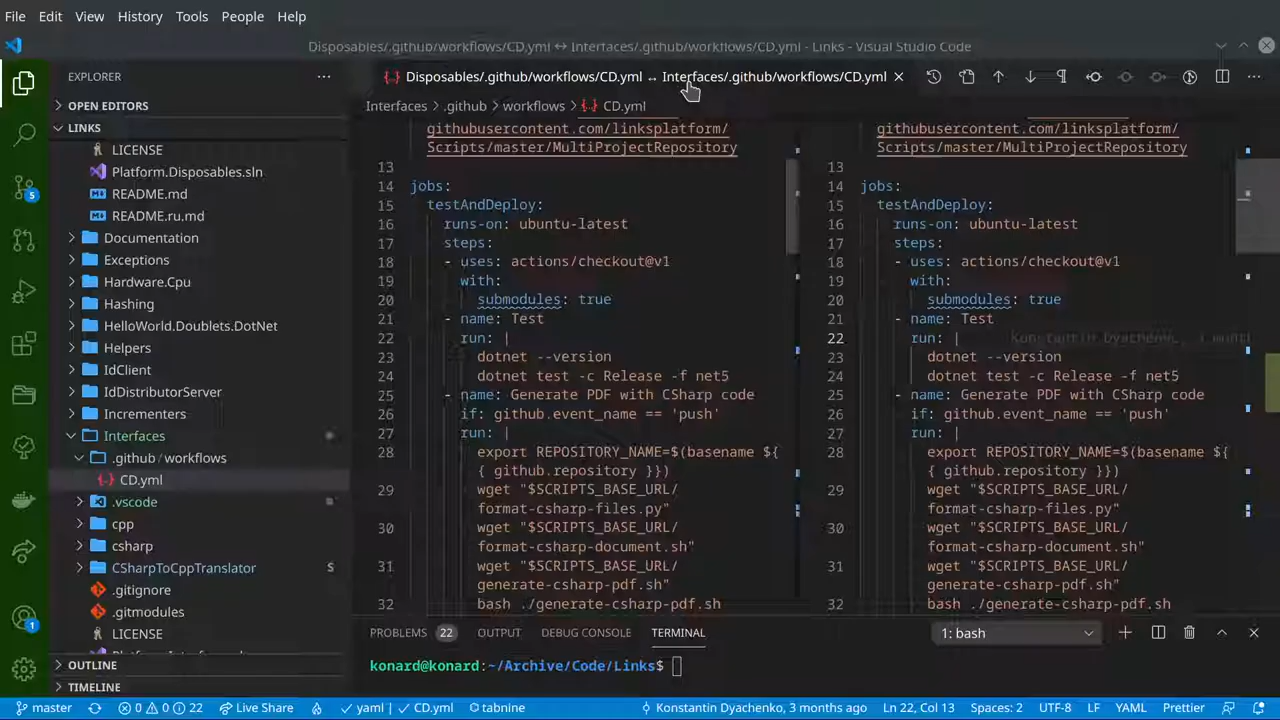 File Edit View History Tools People Help
Disposables/.github/workflows/CD.yml ↔ Interfaces/.github/workflows/CD.yml - Links - Visual Studio Code
EXPLORER
OPEN EDITORS
LINKS
LICENSE
Platform.Disposables.sln
README.md
README.ru.md
Documentation
Exceptions
Hardware.Cpu
Hashing
HelloWorld.Doublets.DotNet
Helpers
IdClient
IdDistributorServer
Incrementers
Interfaces
.github / workflows
CD.yml
.vscode
cpp
csharp
CSharpToCppTranslator S
.gitignore
.gitmodules
LICENSE
OUTLINE
TIMELINE
5
1
Disposables/.github/workflows/CD.yml ↔ Interfaces/.github/workflows/CD.yml
Interfaces > .github > workflows > CD.yml
githubusercontent.com/linksplatform/
Scripts/master/MultiProjectRepository
13
14 jobs:
15 testAndDeploy:
16 runs-on: ubuntu-latest
17 steps:
18 - uses: actions/checkout@v1
19 with:
20 submodules: true
21 - name: Test
22 run: |
23 dotnet --version
24 dotnet test -c Release -f net5
25 - name: Generate PDF with CSharp code
26 if: github.event_name == 'push'
27 run: |
28 export REPOSITORY_NAME=$(basename ${
{ github.repository }})
29 wget "$SCRIPTS_BASE_URL/
format-csharp-files.py"
30 wget "$SCRIPTS_BASE_URL/
format-csharp-document.sh"
31 wget "$SCRIPTS_BASE_URL/
generate-csharp-pdf.sh"
32 bash ./generate-csharp-pdf.sh
githubusercontent.com/linksplatform/
Scripts/master/MultiProjectRepository
13
14 jobs:
15 testAndDeploy:
16 runs-on: ubuntu-latest
17 steps:
18 - uses: actions/checkout@v1
19 with:
20 submodules: true
21 - name: Test
22 run: | Konstantin Dyachenko, 3 month
23 dotnet --version
24 dotnet test -c Release -f net5
25 - name: Generate PDF with CSharp code
26 if: github.event_name == 'push'
27 run: |
28 export REPOSITORY_NAME=$(basename ${
{ github.repository }})
29 wget "$SCRIPTS_BASE_URL/
format-csharp-files.py"
30 wget "$SCRIPTS_BASE_URL/
format-csharp-document.sh"
31 wget "$SCRIPTS_BASE_URL/
generate-csharp-pdf.sh"
32 bash ./generate-csharp-pdf.sh
PROBLEMS 22 OUTPUT DEBUG CONSOLE TERMINAL 1: bash
konard@konard:~/Archive/Code/Links$
master 0 0 22 Live Share yaml | CD.yml tabnine Konstantin Dyachenko, 3 months ago Ln 22, Col 13 Spaces: 2 UTF-8 LF YAML Prettier